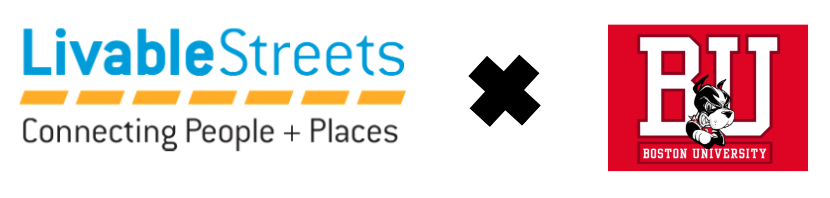 LivableStreets
Connecting People + Places
BU
BOSTON UNIVERSITY